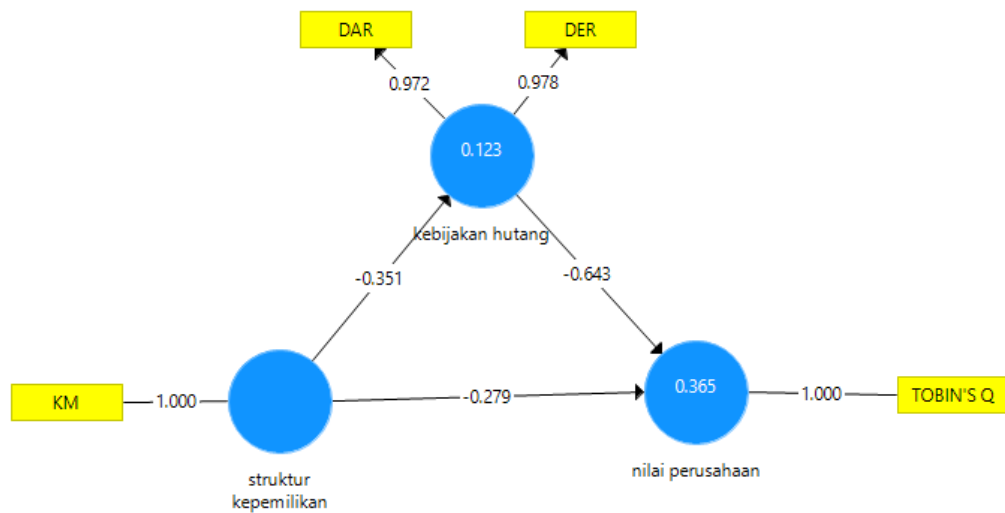 DAR
DER
0.972
0.978
0.123
kebijakan hutang
-0.351
-0.643
KM
1.000
-0.279
0.365
1.000
TOBIN'S Q
struktur
kepemilikan
nilai perusahaan